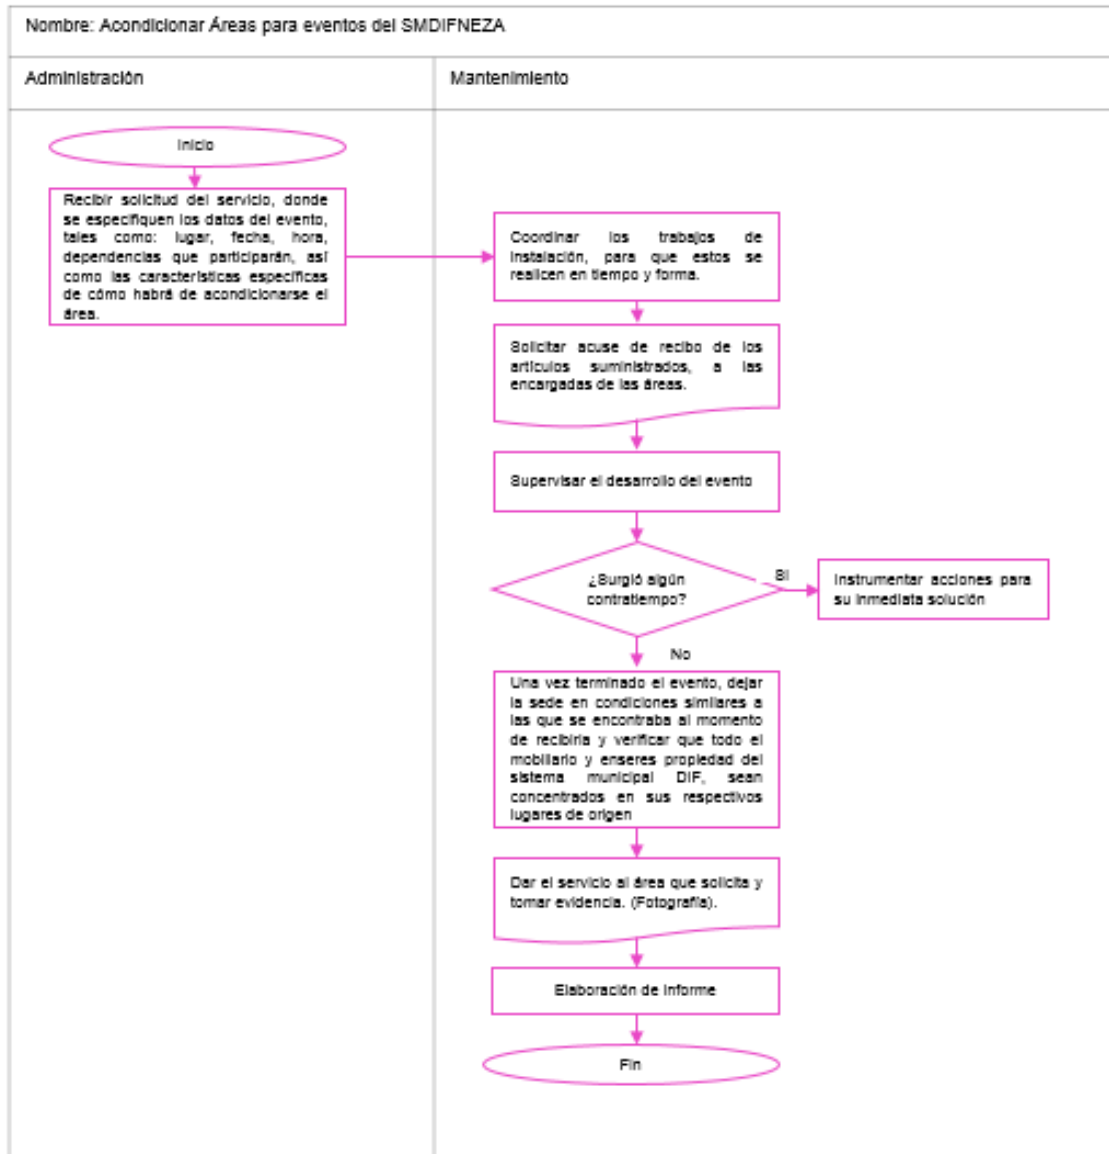 Nombre: Acondicionar Áreas para eventos del SMDIFNEZA
Administración
Mantenimiento
Inicio
Recibir solicitud del servicio, donde
se especifiquen los datos del evento,
tales como: lugar, fecha, hora,
dependencias que participarán, así
como las características específicas
de cómo habrá de acondicionarse el
área.
Coordinar los trabajos de
instalación, para que estos se
realicen en tiempo y forma.
Solicitar acuse de recibo de los
artículos suministrados, a las
encargadas de las áreas.
Supervisar el desarrollo del evento
¿Surgió algún
contratiempo?
Si
Instrumentar acciones para
su inmediata solución
No
Una vez terminado el evento, dejar
la sede en condiciones similares a
las que se encontraba al momento
de recibirla y verificar que todo el
mobiliario y enseres propiedad del
sistema municipal DIF, sean
concentrados en sus respectivos
lugares de origen
Dar el servicio al área que solicita y
tomar evidencia. (Fotografía).
Elaboración de informe
Fin